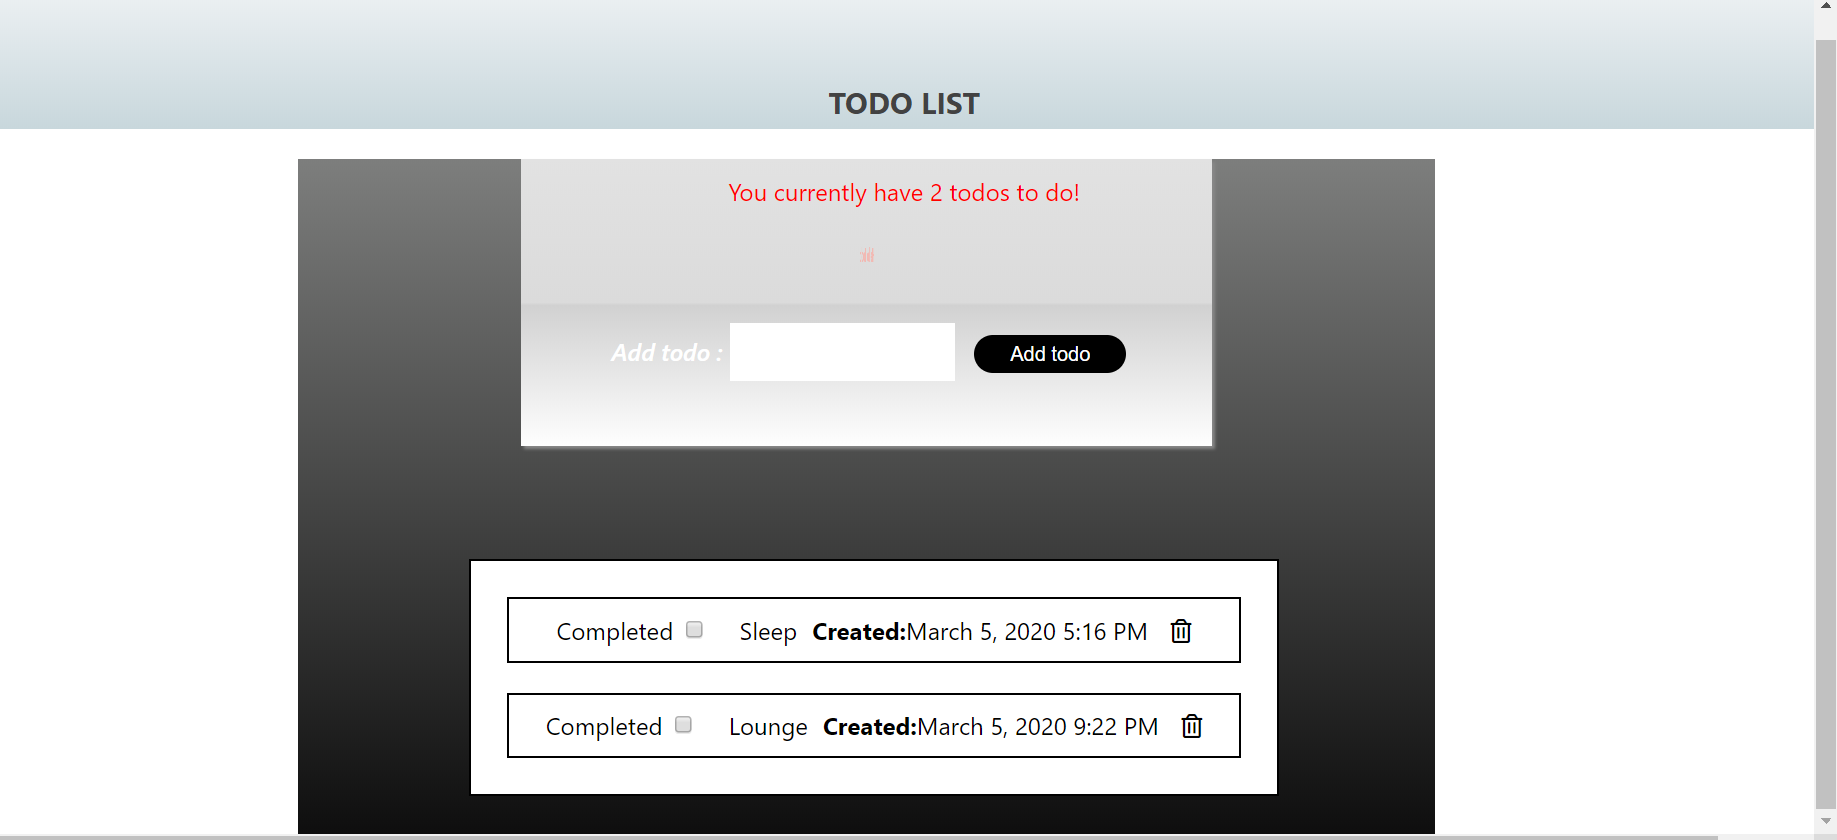 TODO LIST
You currently have 2 todos to do!
Add todo :
Add todo
Completed Sleep Created:March 5, 2020 5:16 PM
Completed Lounge Created:March 5, 2020 9:22 PM